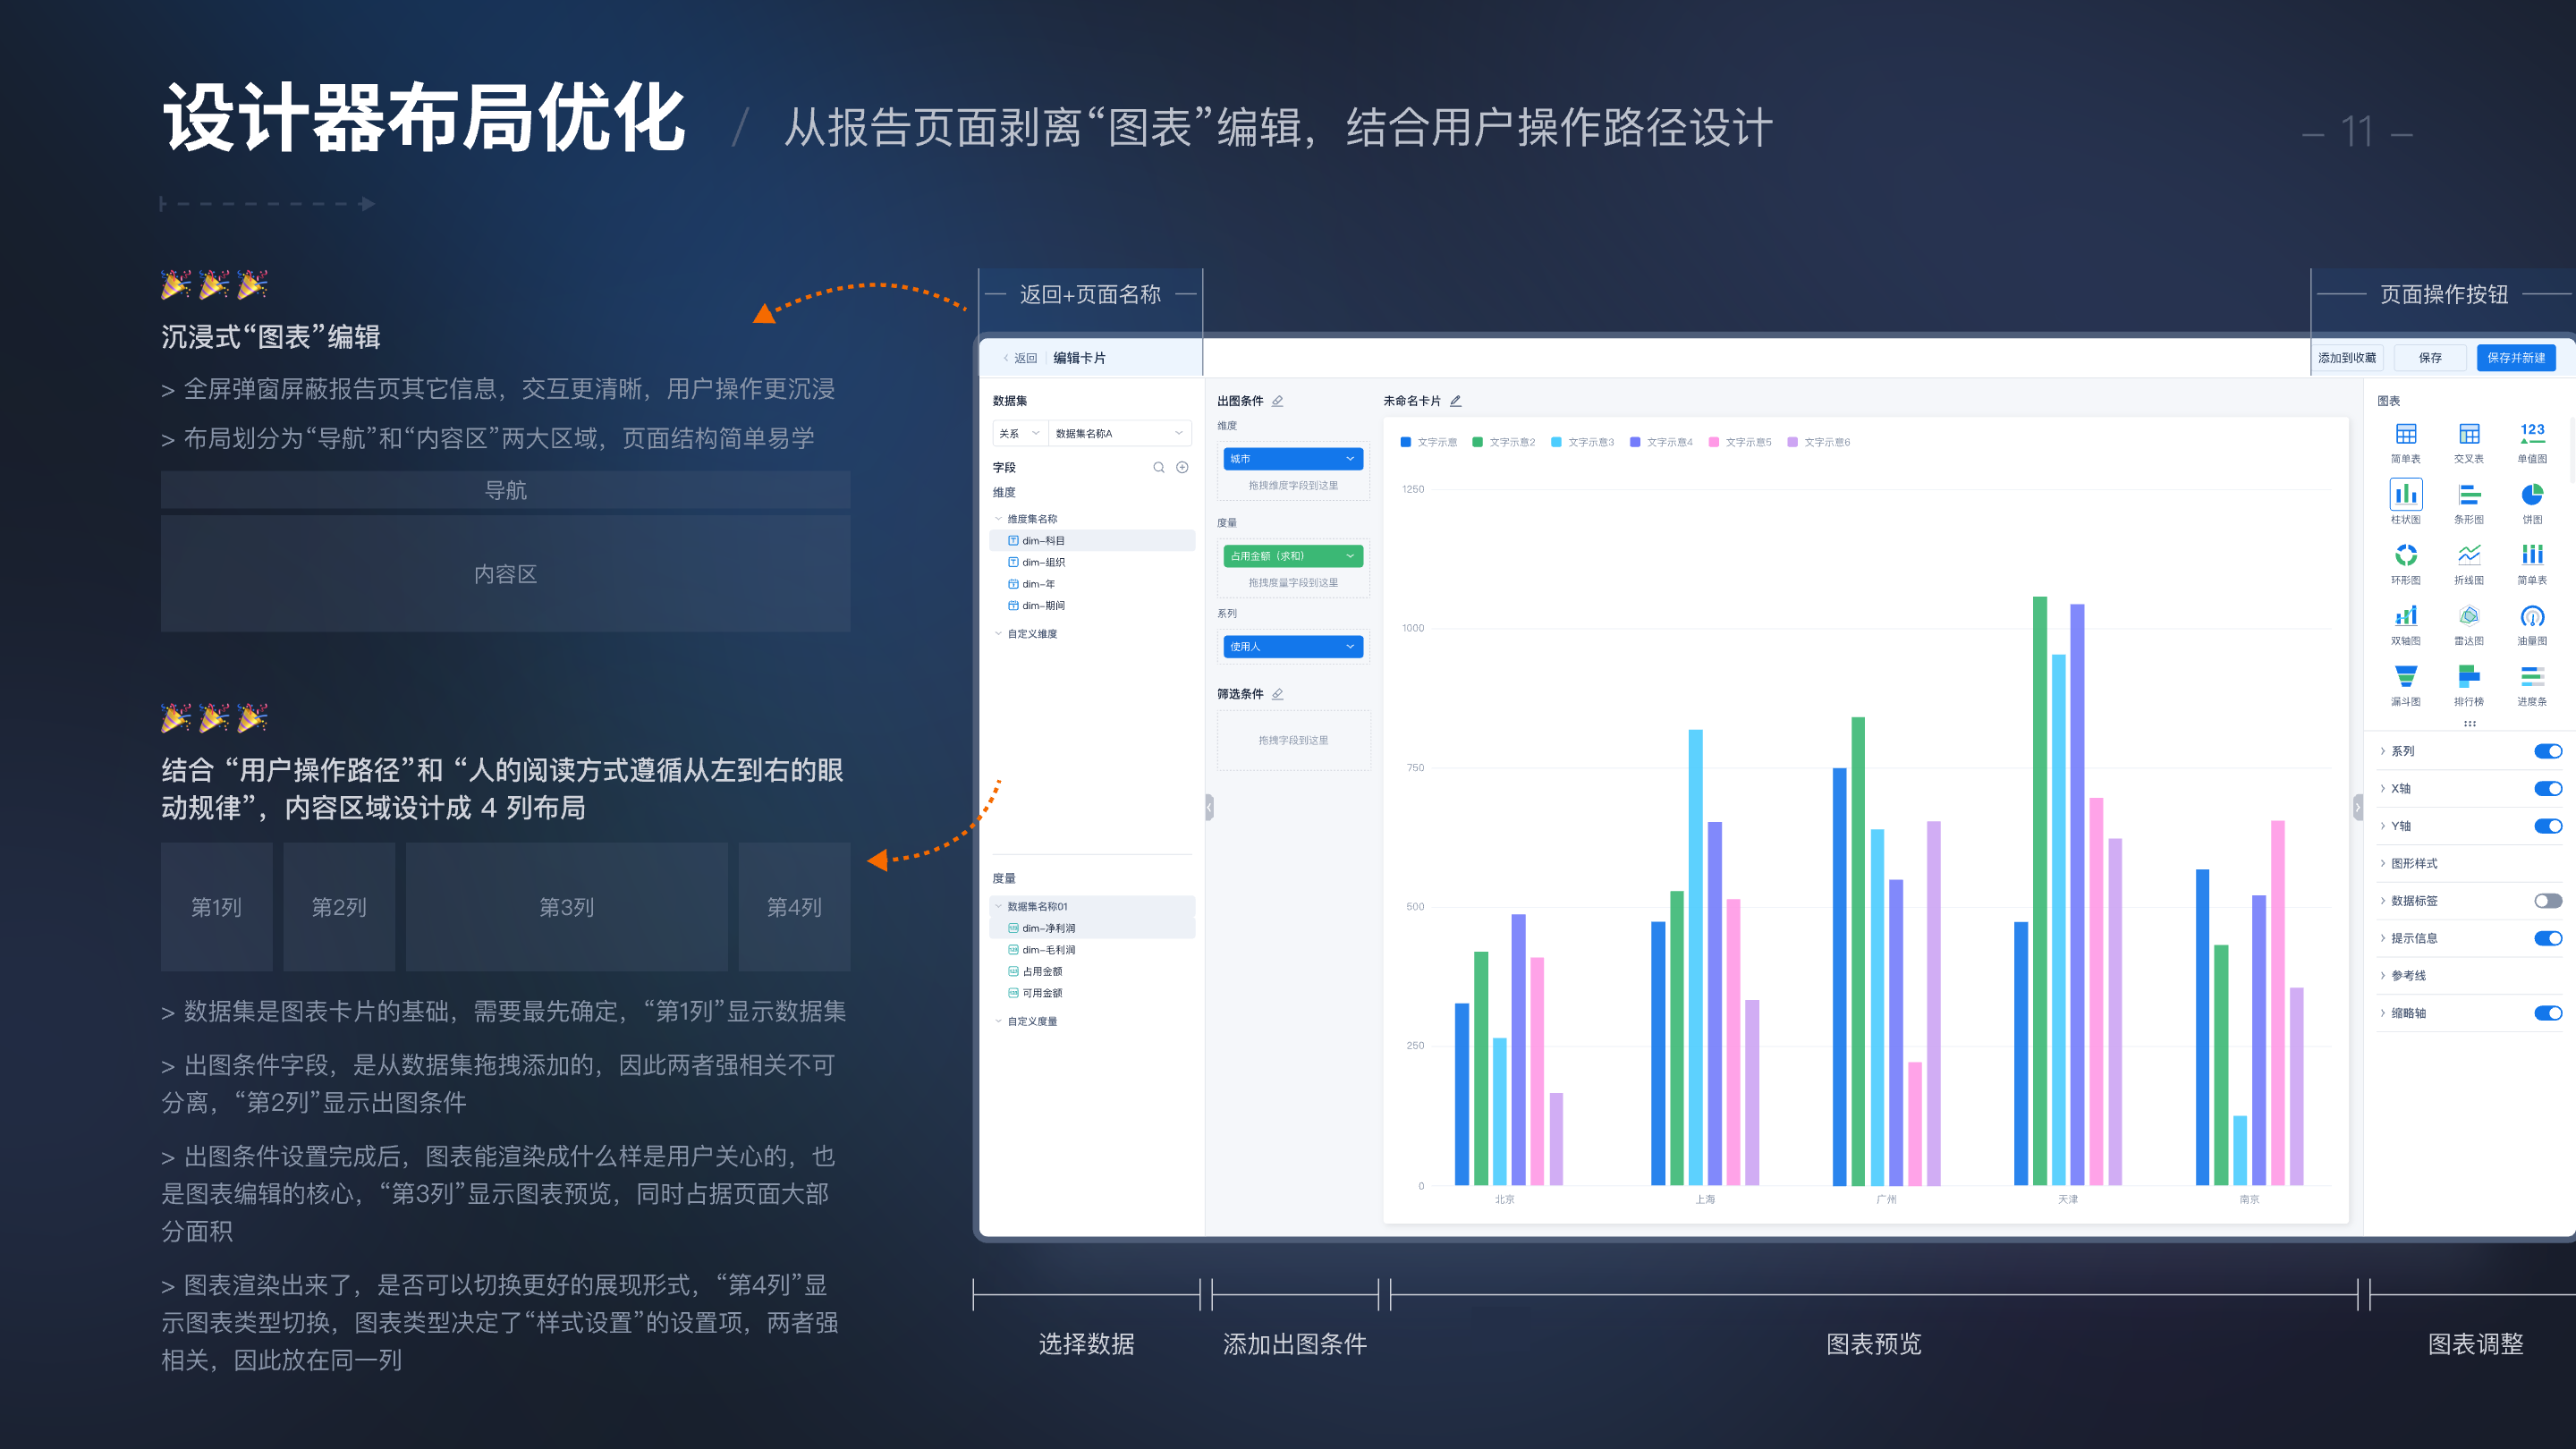 设计器布局优化 / 从报告页面剥离“图表”编辑，结合用户操作路径设计
– 11 –
沉浸式“图表”编辑
> 全屏弹窗屏蔽报告页其它信息，交互更清晰，用户操作更沉浸
> 布局划分为“导航”和“内容区”两大区域，页面结构简单易学
导航
内容区
结合 “用户操作路径”和 “人的阅读方式遵循从左到右的眼
动规律”，内容区域设计成 4 列布局
第1列 第2列 第3列 第4列
> 数据集是图表卡片的基础，需要最先确定，“第1列”显示数据集
> 出图条件字段，是从数据集拖拽添加的，因此两者强相关不可
分离，“第2列”显示出图条件
> 出图条件设置完成后，图表能渲染成什么样是用户关心的，也
是图表编辑的核心，“第3列”显示图表预览，同时占据页面大部
分面积
> 图表渲染出来了，是否可以切换更好的展现形式，“第4列”显
示图表类型切换，图表类型决定了“样式设置”的设置项，两者强
相关，因此放在同一列
返回+页面名称
页面操作按钮
返回 编辑卡片
添加到收藏 保存 保存并新建
数据集
关系 数据集名称A
字段
维度
维度集名称
dim-科目
dim-组织
dim-年
dim-期间
自定义维度
度量
数据集名称01
dim-净利润
dim-毛利润
占用金额
可用金额
自定义度量
出图条件
维度
城市
拖拽维度字段到这里
度量
占用金额（求和）
拖拽度量字段到这里
系列
使用人
筛选条件
拖拽字段到这里
未命名卡片
文字示意 文字示意2 文字示意3 文字示意4 文字示意5 文字示意6
1250
1000
750
500
250
0
北京 上海 广州 天津 南京
图表
123
简单表 交叉表 单值图
柱状图 条形图 饼图
环形图 折线图 简单表
双轴图 雷达图 油量图
漏斗图 排行榜 进度条
系列
X轴
Y轴
图形样式
数据标签
提示信息
参考线
缩略轴
选择数据 添加出图条件 图表预览 图表调整